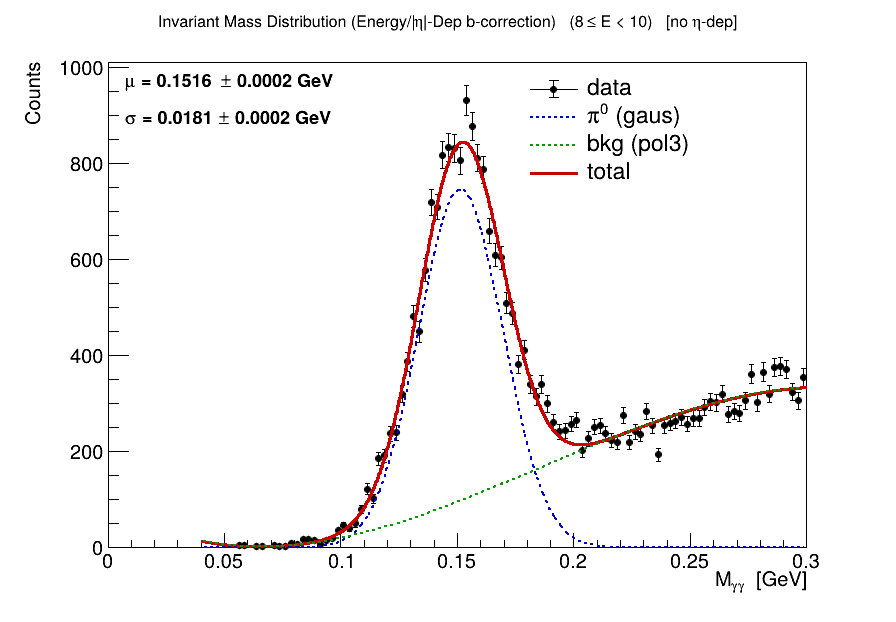 Invariant Mass Distribution (Energy/|η|-Dep b-correction) (8 ≤ E < 10) [no η-dep]
μ = 0.1516 ± 0.0002 GeV
σ = 0.0181 ± 0.0002 GeV
data
π⁰ (gaus)
bkg (pol3)
total
Counts
1000
800
600
400
200
0
0 0.05 0.1 0.15 0.2 0.25 0.3
Mγγ [GeV]